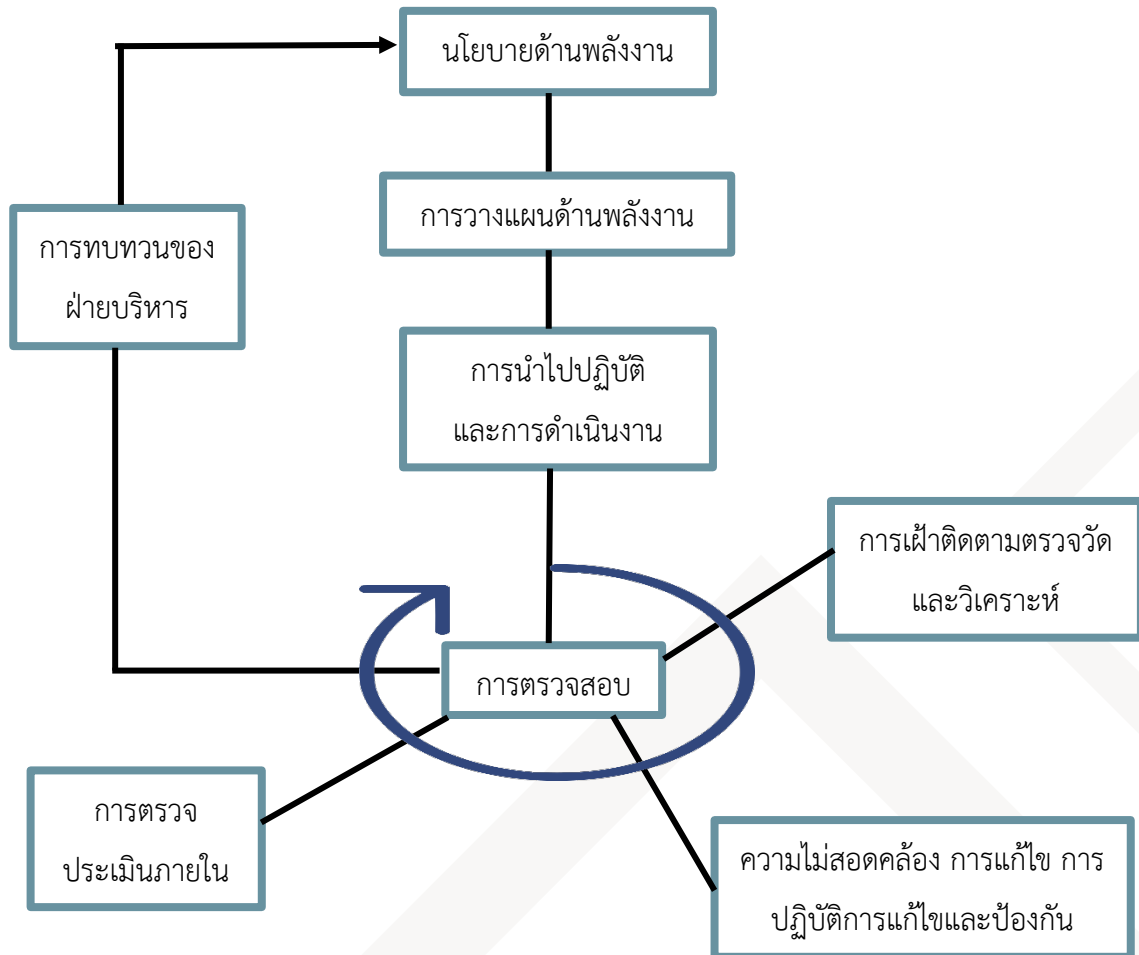 นโยบายด้านพลังงาน
การวางแผนด้านพลังงาน
การทบทวนของ
ฝ่ายบริหาร
การนำไปปฏิบัติ
และการดำเนินงาน
การเฝ้าติดตามตรวจวัด
และวิเคราะห์
การตรวจสอบ
การตรวจ
ประเมินภายใน
ความไม่สอดคล้อง การแก้ไข การ
ปฏิบัติการแก้ไขและป้องกัน